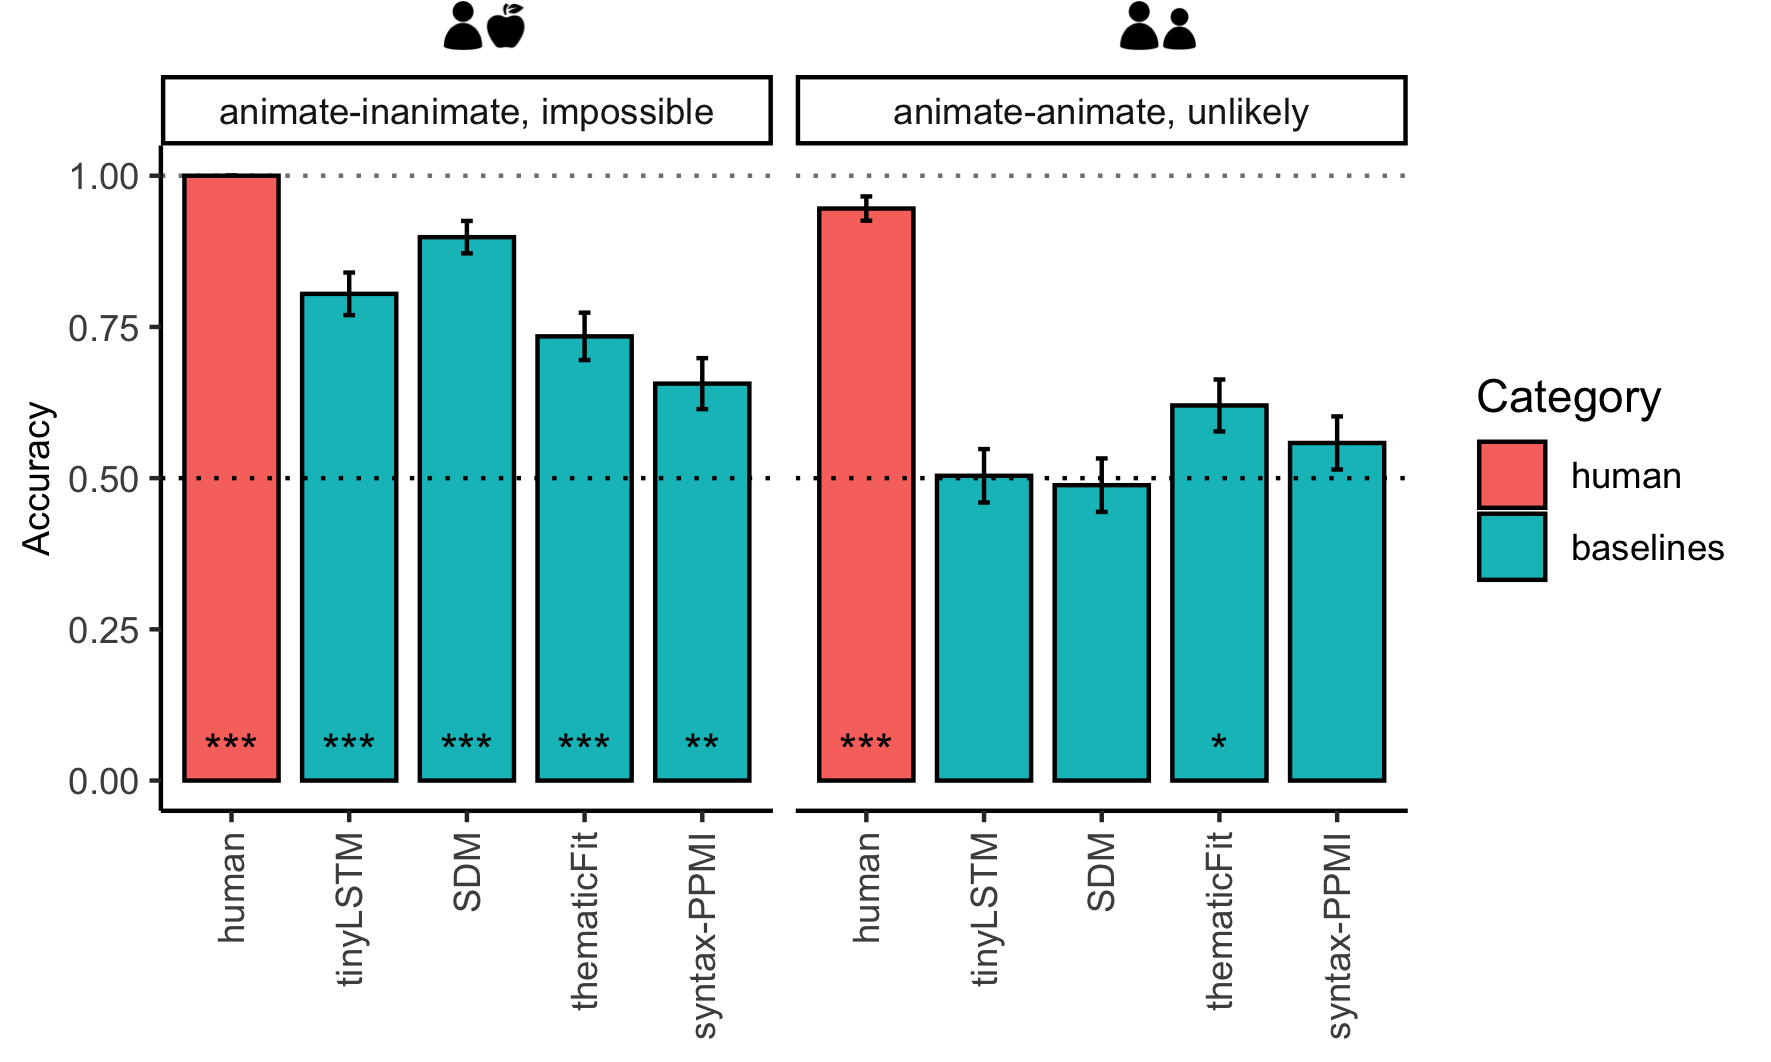 animate-inanimate, impossible
animate-animate, unlikely
Accuracy
1.00
0.75
0.50
0.25
0.00
***
***
***
***
**
***
*
human
tinyLSTM
SDM
thematicFit
syntax-PPMI
human
tinyLSTM
SDM
thematicFit
syntax-PPMI
Category
human
baselines